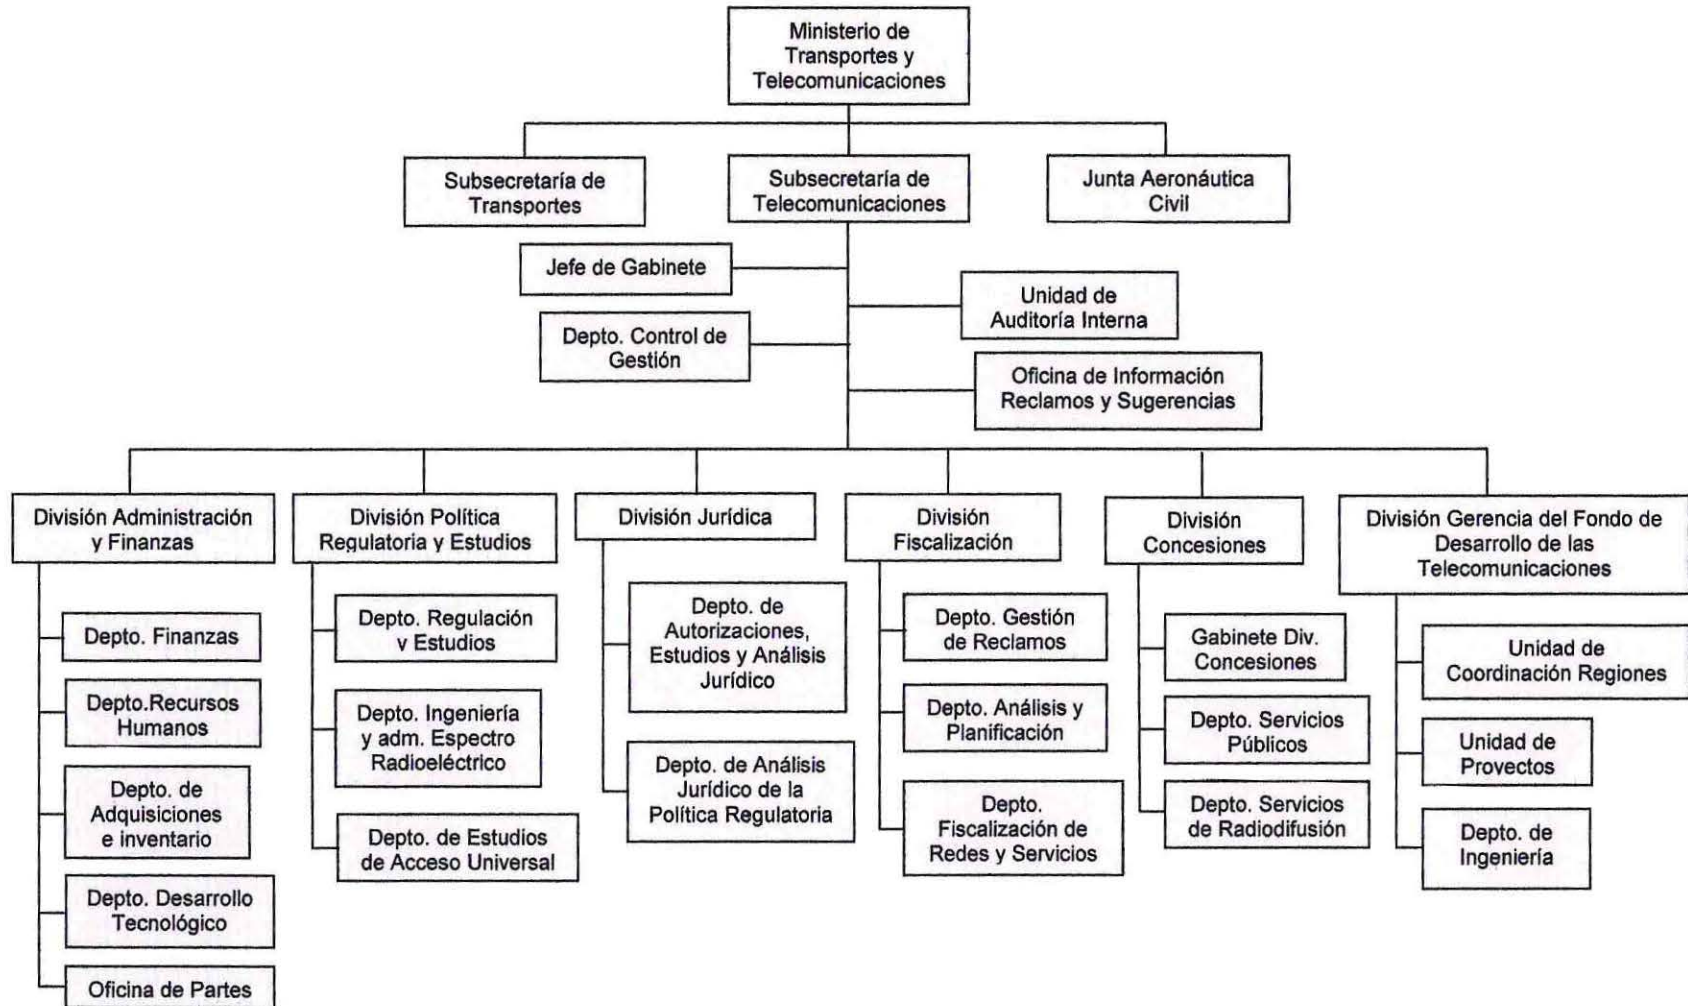 Ministerio de
Transportes y
Telecomunicaciones
Subsecretaría de
Transportes
Subsecretaría de
Telecomunicaciones
Junta Aeronáutica
Civil
Jefe de Gabinete
Unidad de
Auditoría Interna
Depto. Control de
Gestión
Oficina de Información
Reclamos y Sugerencias
División Administración
y Finanzas
Depto. Finanzas
Depto.Recursos
Humanos
Depto. de
Adquisiciones
e inventario
Depto. Desarrollo
Tecnológico
Oficina de Partes
División Política
Regulatoria y Estudios
Depto. Regulación
v Estudios
Depto. Ingeniería
y adm. Espectro
Radioeléctrico
Depto. de Estudios
de Acceso Universal
División Jurídica
Depto. de
Autorizaciones,
Estudios y Análisis
Jurídico
Depto. de Análisis
Jurídico de la
Política Regulatoria
División
Fiscalización
Depto. Gestión
de Reclamos
Depto. Análisis y
Planificación
Depto.
Fiscalización de
Redes y Servicios
División
Concesiones
Gabinete Div.
Concesiones
Depto. Servicios
Públicos
Depto. Servicios
de Radiodifusión
División Gerencia del Fondo de
Desarrollo de las
Telecomunicaciones
Unidad de
Coordinación Regiones
Unidad de
Provectos
Depto. de
Ingeniería